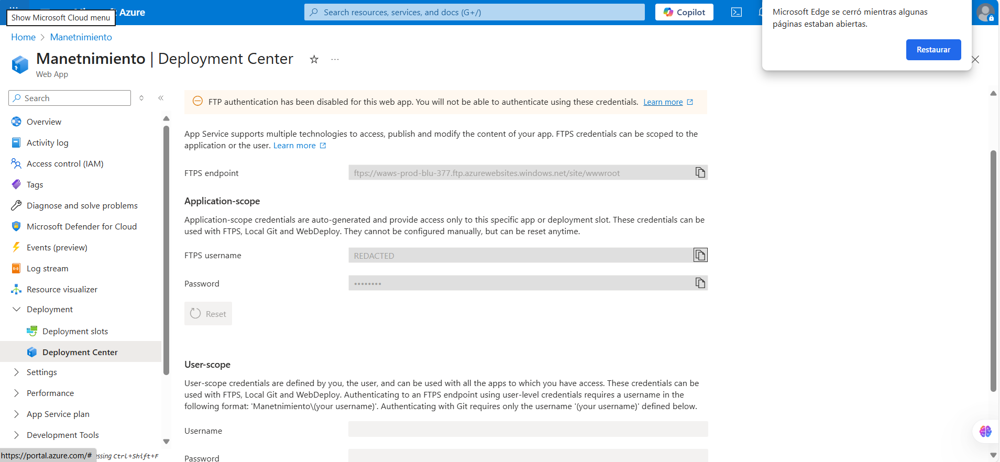 Microsoft Azure
Show Microsoft Cloud menu
Search resources, services, and docs (G+/)
Copilot
Microsoft Edge se cerró mientras algunas
páginas estaban abiertas.
Restaurar
Home > Manetnimiento
Manetnimiento | Deployment Center
Web App
Search
Overview
Activity log
Access control (IAM)
Tags
Diagnose and solve problems
Microsoft Defender for Cloud
Events (preview)
Log stream
Resource visualizer
Deployment
Deployment slots
Deployment Center
Settings
Performance
App Service plan
Development Tools
https://portal.azure.com/#
Ctrl+Shift+F
FTP authentication has been disabled for this web app. You will not be able to authenticate using these credentials. Learn more
App Service supports multiple technologies to access, publish and modify the content of your app. FTPS credentials can be scoped to the
application or the user. Learn more
FTPS endpoint
ftps://waws-prod-blu-377.ftp.azurewebsites.windows.net/site/wwwroot
Application-scope
Application-scope credentials are auto-generated and provide access only to this specific app or deployment slot. These credentials can be
used with FTPS, Local Git and WebDeploy. They cannot be configured manually, but can be reset anytime.
FTPS username
REDACTED
Password
••••••••
Reset
User-scope
User-scope credentials are defined by you, the user, and can be used with all the apps to which you have access. These credentials can be
used with FTPS, Local Git and WebDeploy. Authenticating to an FTPS endpoint using user-level credentials requires a username in the
following format: 'Manetnimiento\(your username)'. Authenticating with Git requires only the username '(your username)' defined below.
Username
Password